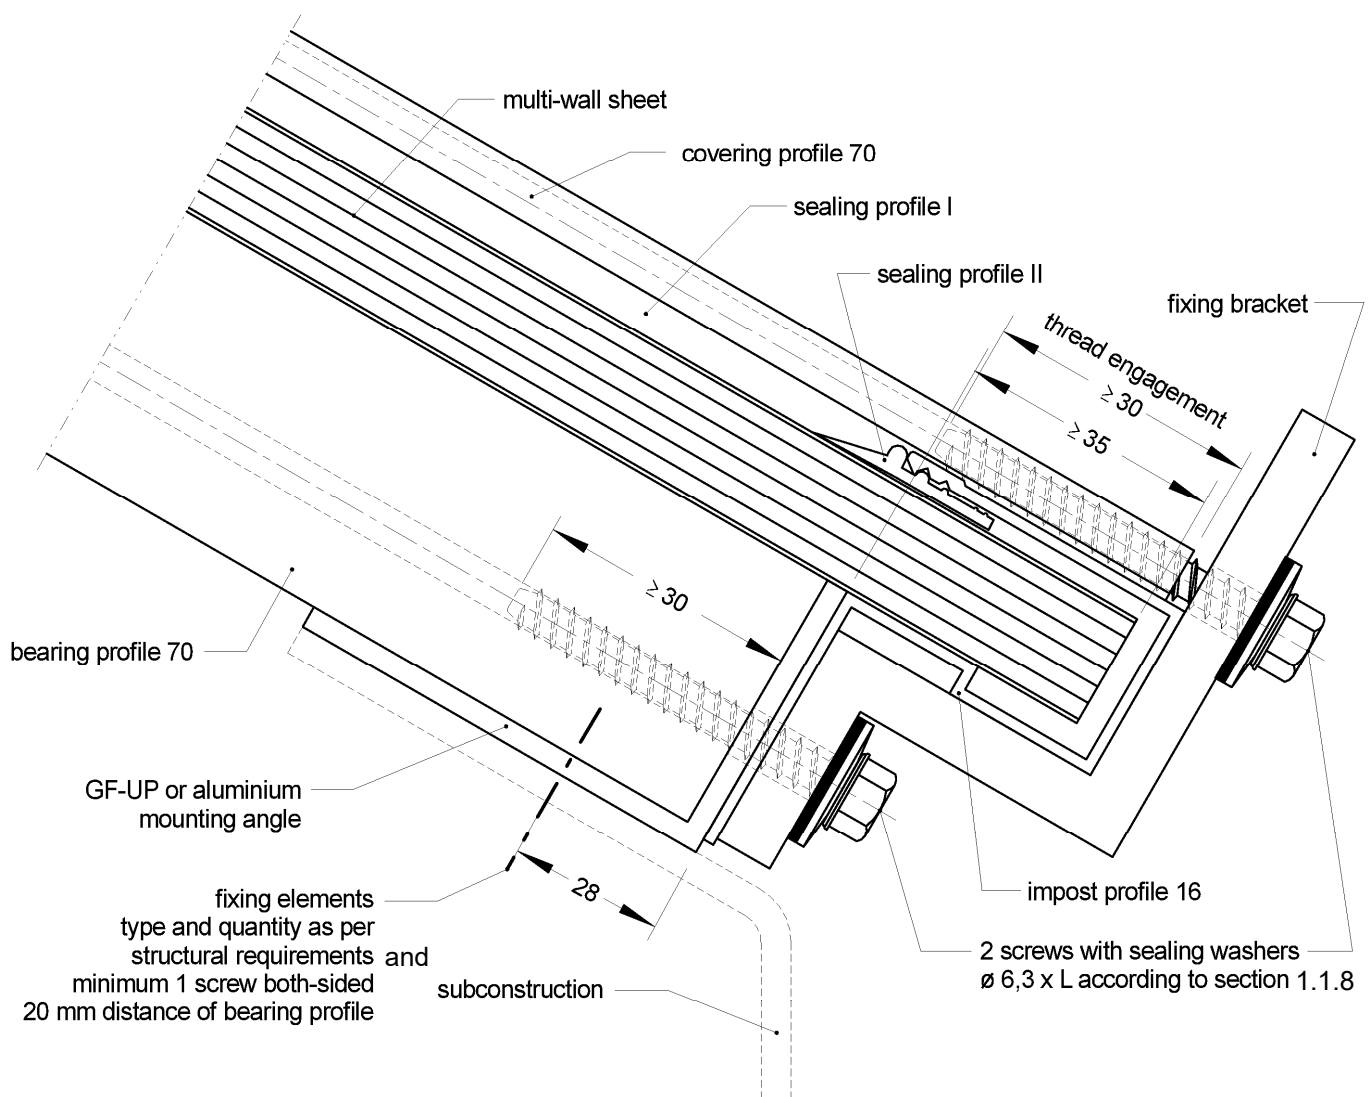 multi-wall sheet
covering profile 70
sealing profile I
sealing profile II
fixing bracket
thread engagement
≥ 30
≥ 35
≥ 30
bearing profile 70
GF-UP or aluminium
mounting angle
28
fixing elements
type and quantity as per
structural requirements and
minimum 1 screw both-sided
20 mm distance of bearing profile
subconstruction
impost profile 16
2 screws with sealing washers
ø 6,3 x L according to section 1.1.8